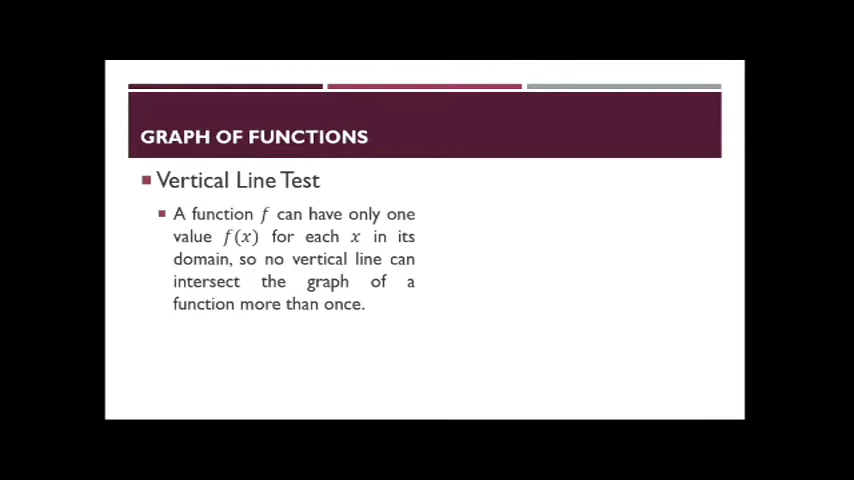 GRAPH OF FUNCTIONS
Vertical Line Test
A function f can have only one
value f(x) for each x in its
domain, so no vertical line can
intersect the graph of a
function more than once.